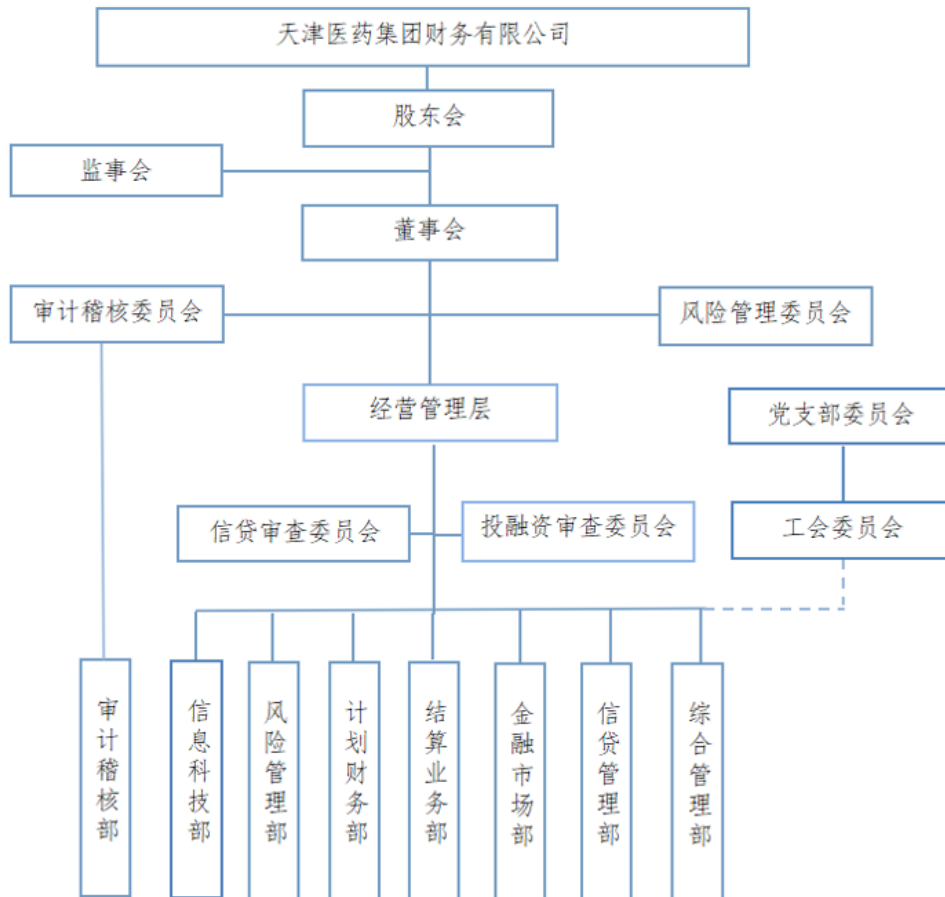 天津医药集团财务有限公司
股东会
监事会
董事会
审计稽核委员会
风险管理委员会
经营管理层
党支部委员会
信贷审查委员会
投融资审查委员会
工会委员会
审计稽核部
信息科技部
风险管理部
计划财务部
结算业务部
金融市场部
信贷管理部
综合管理部